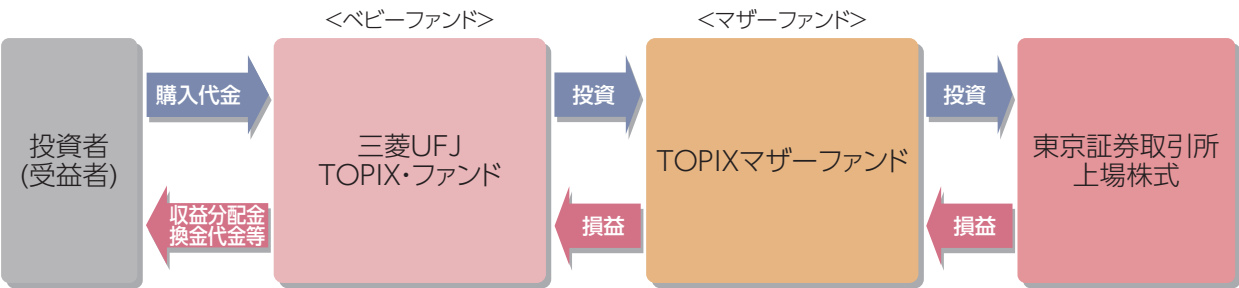 <ベビーファンド>
<マザーファンド>
投資者
(受益者)
購入代金
収益分配金
換金代金等
三菱UFJ
TOPIX・ファンド
投資
損益
TOPIXマザーファンド
投資
損益
東京証券取引所
上場株式